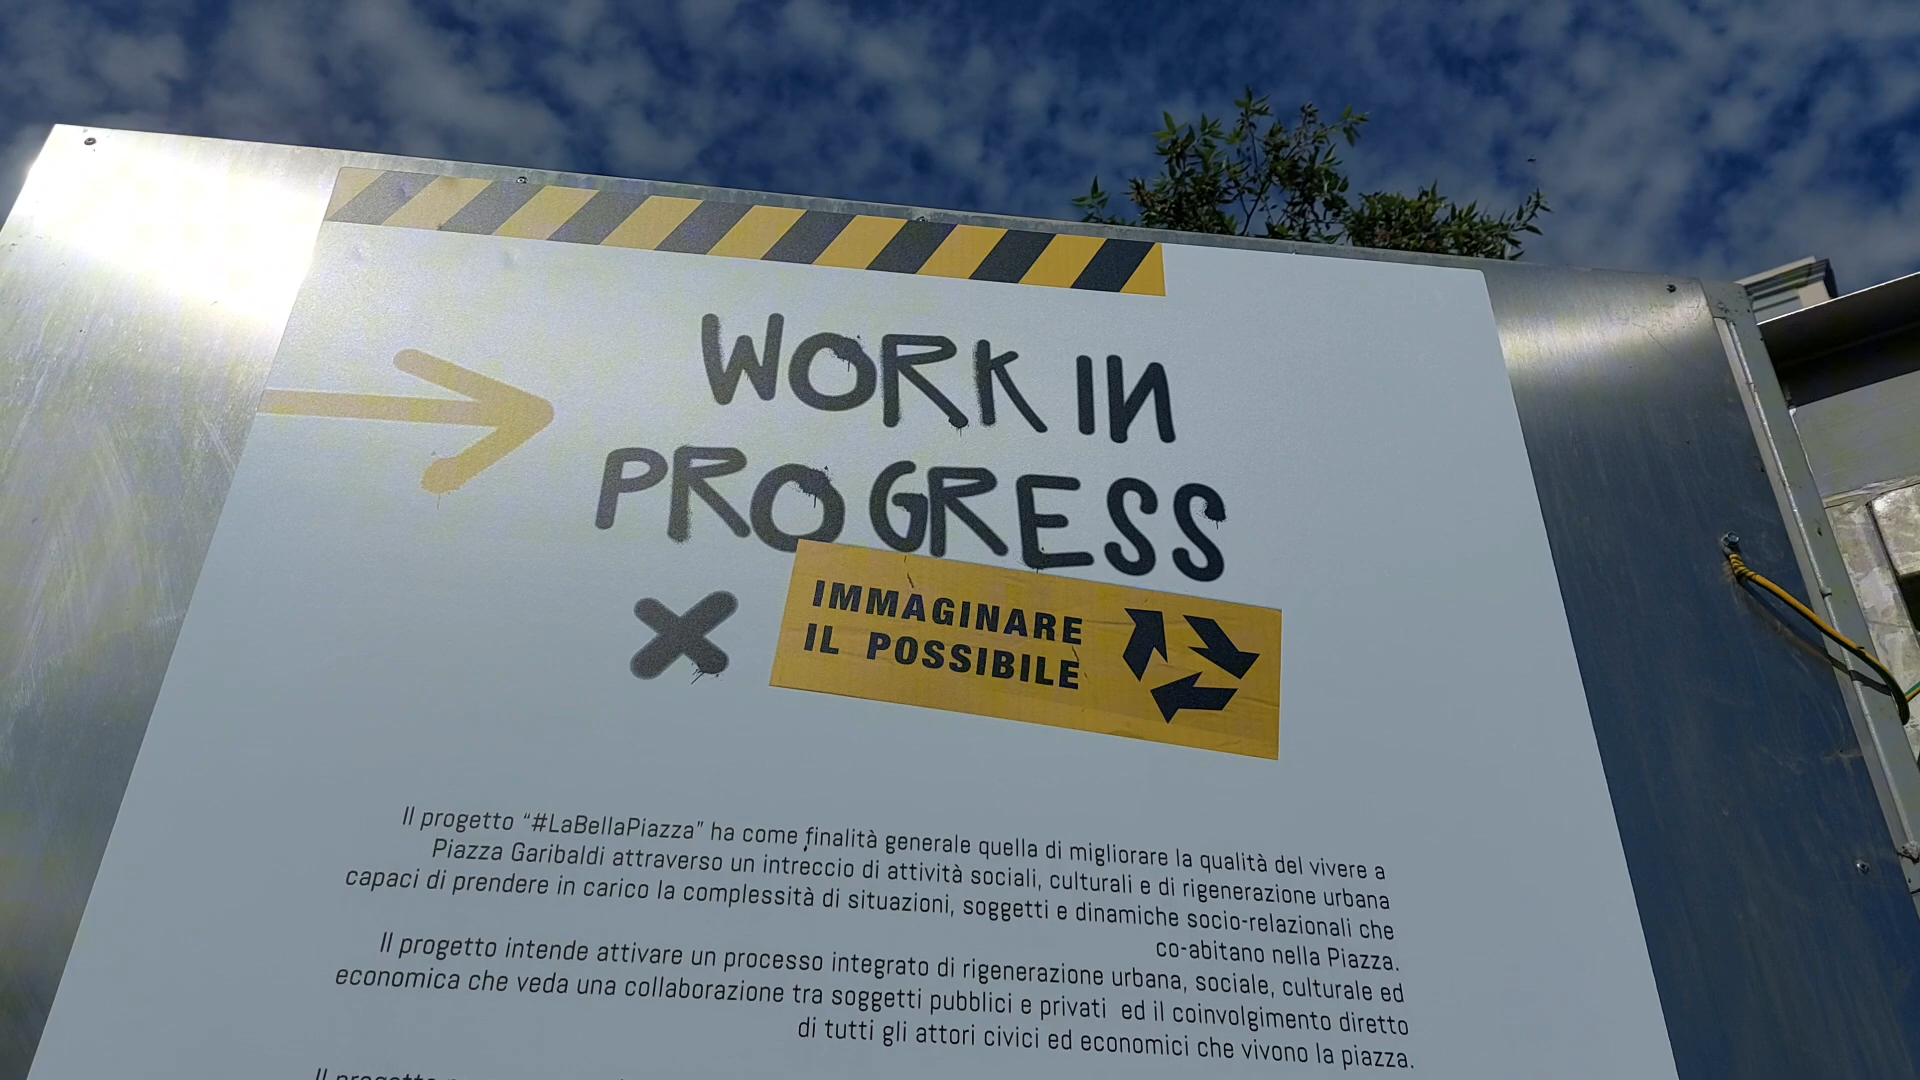 WORK IN
PROGRESS
IMMAGINARE
IL POSSIBILE
Il progetto “#LaBellaPiazza” ha come finalità generale quella di migliorare la qualità del vivere a
Piazza Garibaldi attraverso un intreccio di attività sociali, culturali e di rigenerazione urbana
capaci di prendere in carico la complessità di situazioni, soggetti e dinamiche socio-relazionali che
co-abitano nella Piazza.
Il progetto intende attivare un processo integrato di rigenerazione urbana, sociale, culturale ed
economica che veda una collaborazione tra soggetti pubblici e privati ed il coinvolgimento diretto
di tutti gli attori civici ed economici che vivono la piazza.
Il progetto